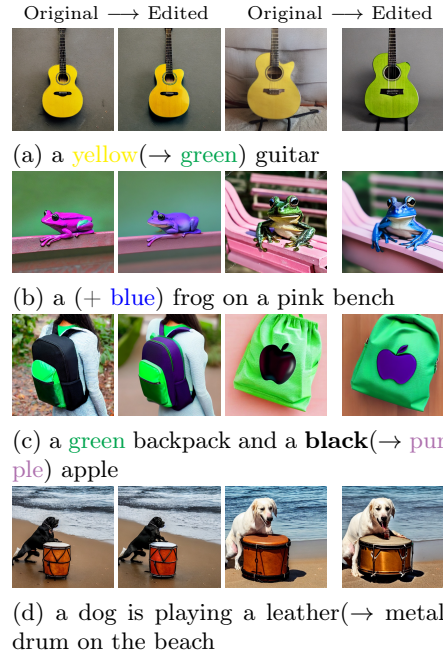 Original → Edited Original → Edited
(a) a yellow(→ green) guitar
(b) a (+ blue) frog on a pink bench
(c) a green backpack and a black(→ pur
ple) apple
(d) a dog is playing a leather(→ metal
drum on the beach